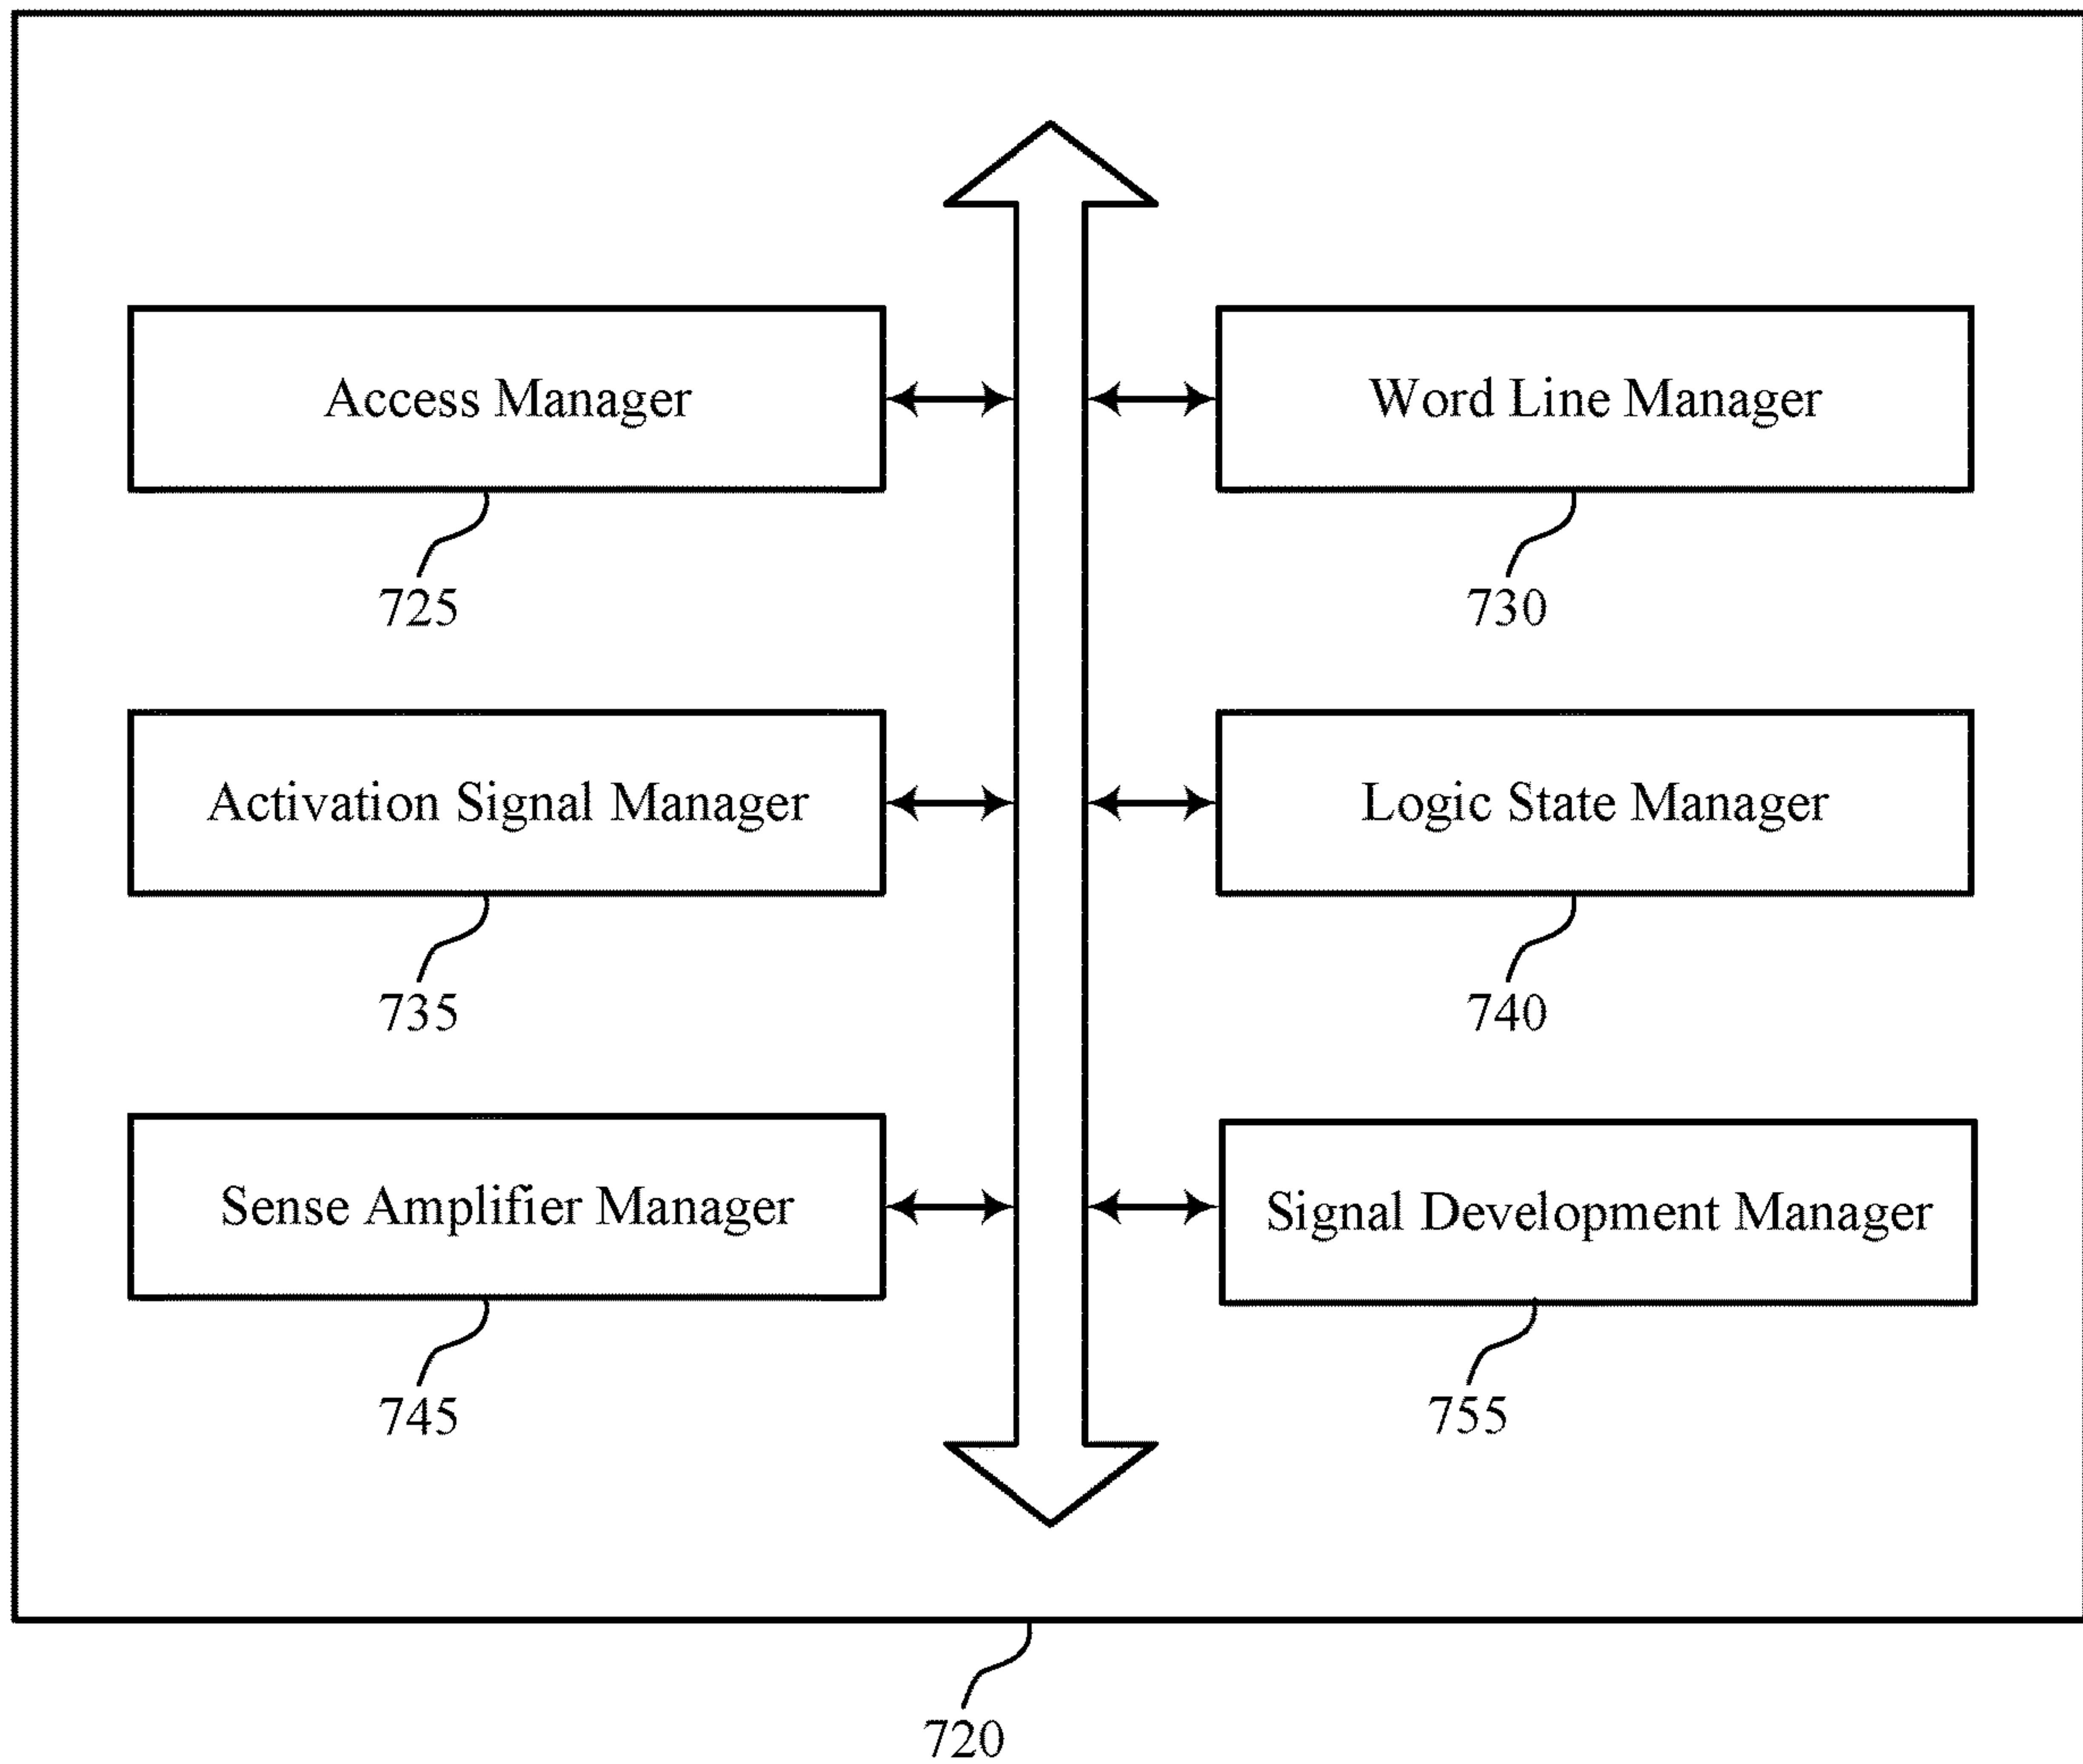 Access Manager
Word Line Manager
725
730
Activation Signal Manager
Logic State Manager
735
740
Sense Amplifier Manager
Signal Development Manager
745
755
720